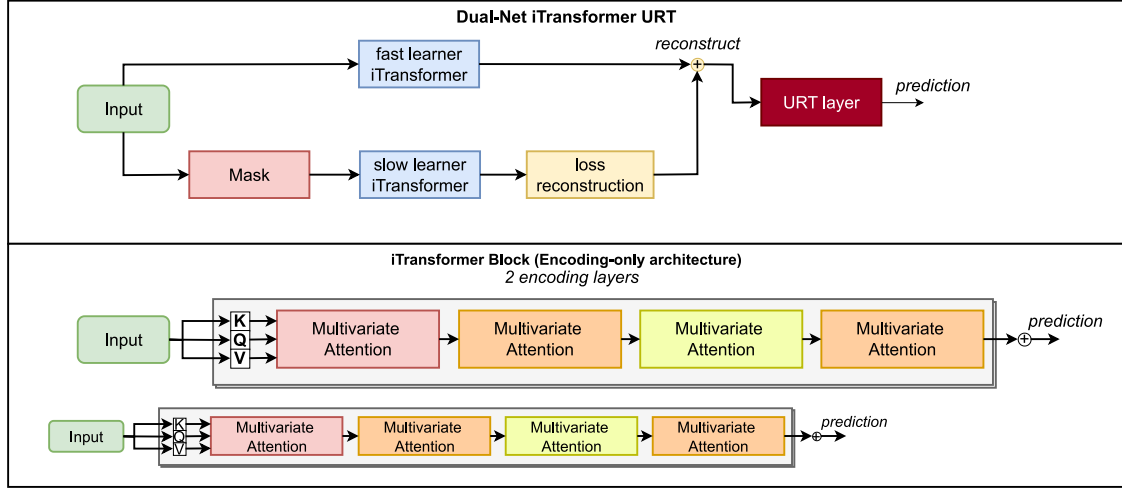 Dual-Net iTransformer URT
reconstruct
fast learner
iTransformer
prediction
Input
URT layer
Mask
slow learner
iTransformer
loss
reconstruction
iTransformer Block (Encoding-only architecture)
2 encoding layers
Input
K
Q
V
Multivariate
Attention
Multivariate
Attention
Multivariate
Attention
Multivariate
Attention
prediction
Input
K
Q
V
Multivariate
Attention
Multivariate
Attention
Multivariate
Attention
Multivariate
Attention
prediction